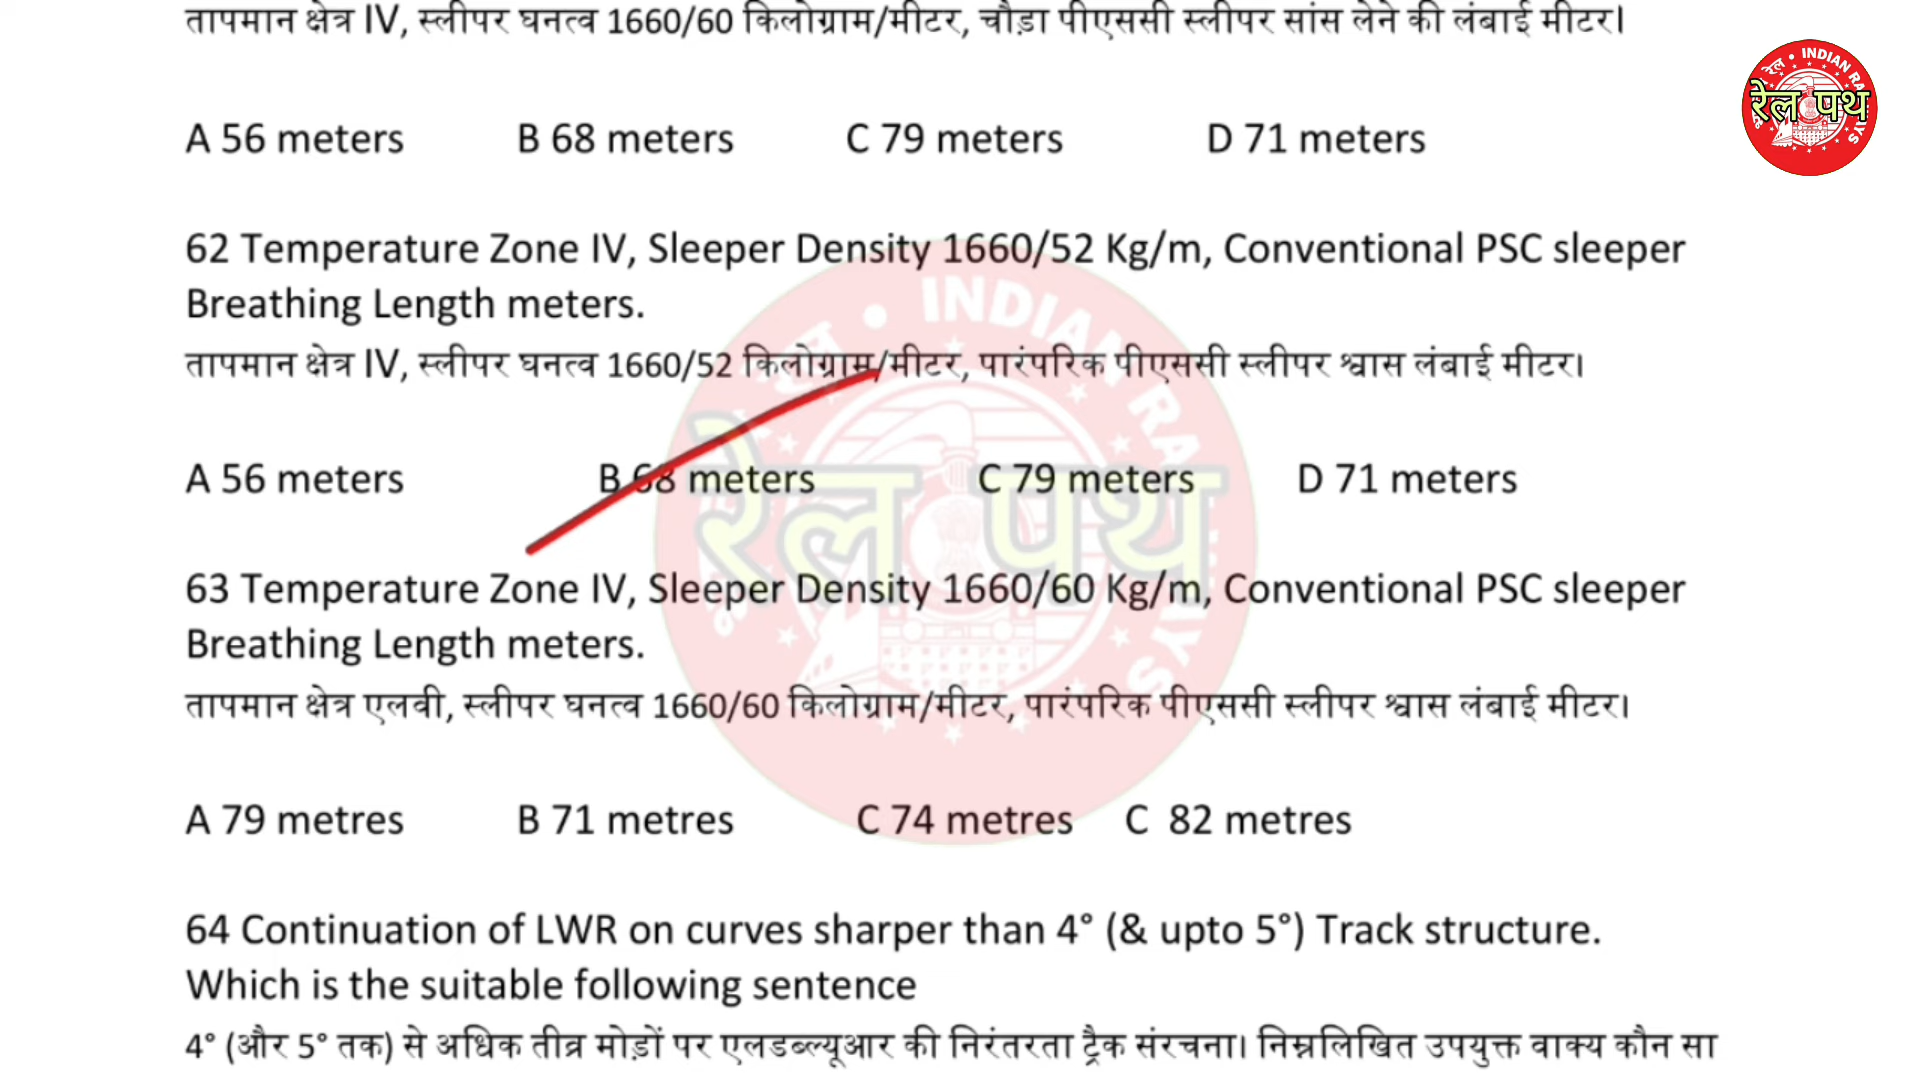 तापमान क्षेत्र IV, स्लीपर घनत्व 1660/60 किलोग्राम/मीटर, चौड़ा पीएससी स्लीपर सांस लेने की लंबाई मीटर।
INDIAN RAILWAYS
रेल पथ
A 56 meters B 68 meters C 79 meters D 71 meters
62 Temperature Zone IV, Sleeper Density 1660/52 Kg/m, Conventional PSC sleeper
Breathing Length meters.
तापमान क्षेत्र IV, स्लीपर घनत्व 1660/52 किलोग्राम/मीटर, पारंपरिक पीएससी स्लीपर श्वास लंबाई मीटर।
A 56 meters B 68 meters C 79 meters D 71 meters
रेल पथ
63 Temperature Zone IV, Sleeper Density 1660/60 Kg/m, Conventional PSC sleeper
Breathing Length meters.
तापमान क्षेत्र एलवी, स्लीपर घनत्व 1660/60 किलोग्राम/मीटर, पारंपरिक पीएससी स्लीपर श्वास लंबाई मीटर।
A 79 metres B 71 metres C 74 metres C 82 metres
64 Continuation of LWR on curves sharper than 4° (& upto 5°) Track structure.
Which is the suitable following sentence
4° (और 5° तक) से अधिक तीव्र मोड़ों पर एलडब्ल्यूआर की निरंतरता ट्रैक संरचना। निम्नलिखित उपयुक्त वाक्य कौन सा